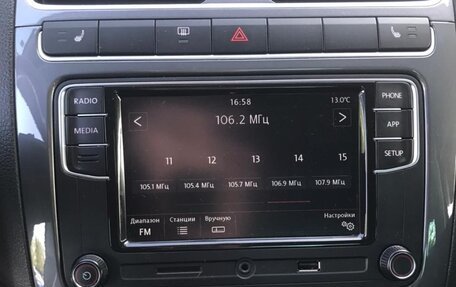 RADIO
MEDIA
16:58
13.0°C
106.2 МГц
11 12 13 14 15
105.1 МГц 105.4 МГц 105.7 МГц 106.9 МГц 107.9 МГц
Диапазон Станции Вручную Настройки
FM
PHONE
APP
SETUP